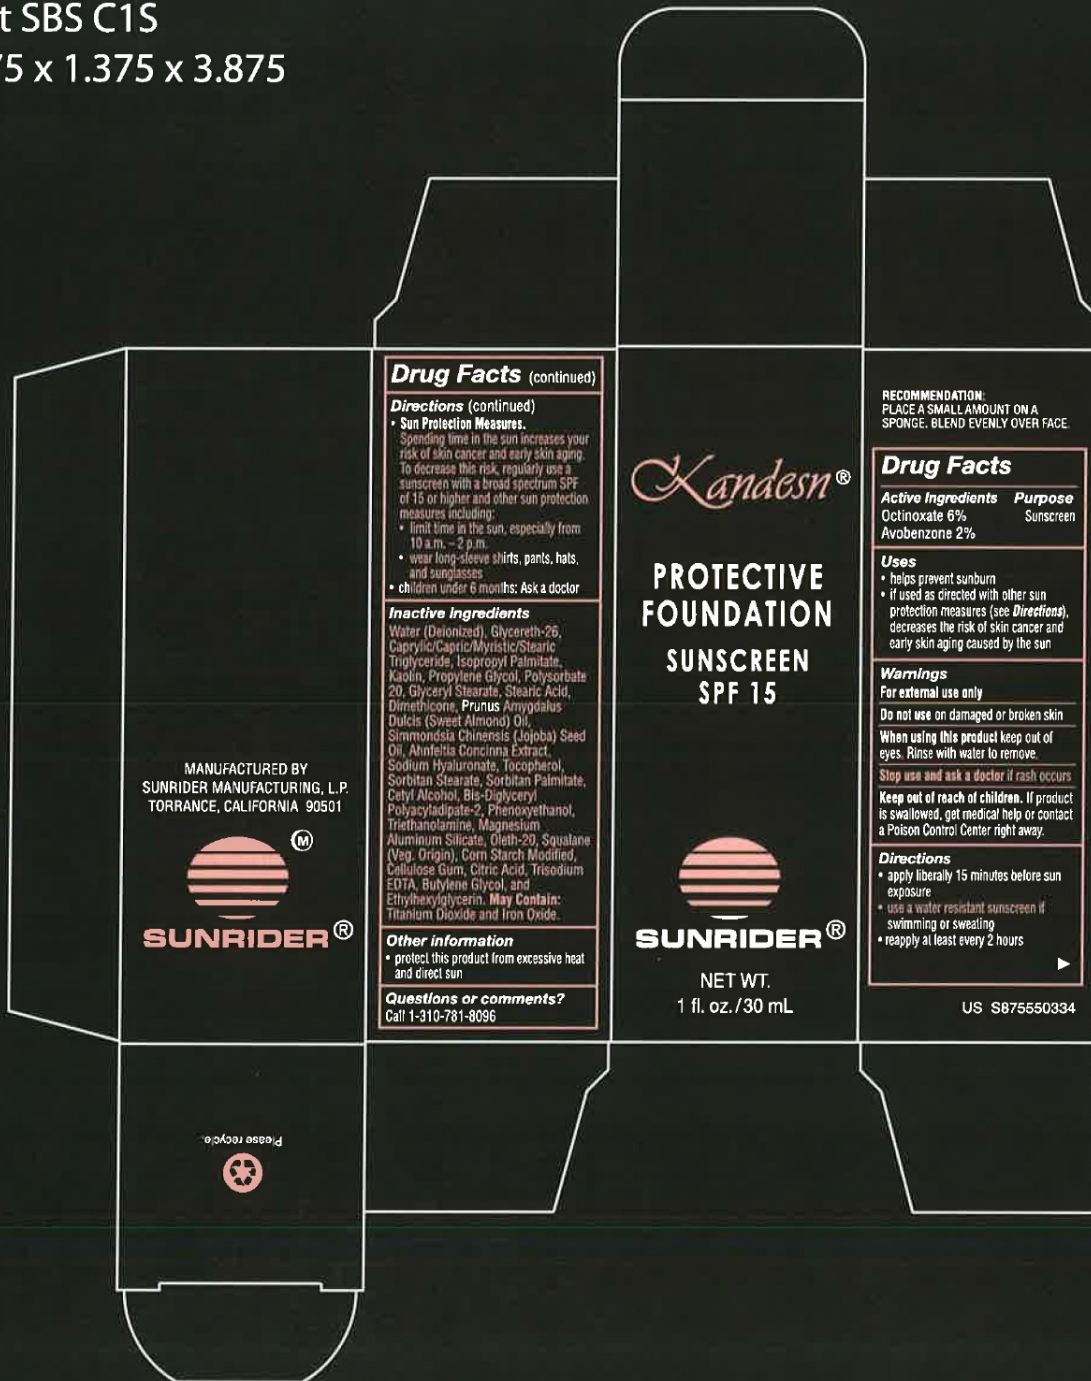 t SBS C1S
75 x 1.375 x 3.875
MANUFACTURED BY
SUNRIDER MANUFACTURING, L.P.
TORRANCE, CALIFORNIA 90501
Ⓜ
SUNRIDER®
Please recycle.
Drug Facts (continued)
Directions (continued)
• Sun Protection Measures.
Spending time in the sun increases your
risk of skin cancer and early skin aging.
To decrease this risk, regularly use a
sunscreen with a broad spectrum SPF
of 15 or higher and other sun protection
measures including:
• limit time in the sun, especially from
10 a.m. – 2 p.m.
• wear long-sleeve shirts, pants, hats,
and sunglasses
• children under 6 months: Ask a doctor
Inactive Ingredients
Water (Deionized), Glycereth-26,
Caprylic/Capric/Myristic/Stearic
Triglyceride, Isopropyl Palmitate,
Kaolin, Propylene Glycol, Polysorbate
20, Glyceryl Stearate, Stearic Acid,
Dimethicone, Prunus Amygdalus
Dulcis (Sweet Almond) Oil,
Simmondsia Chinensis (Jojoba) Seed
Oil, Ahnfeltia Concinna Extract,
Sodium Hyaluronate, Tocopherol,
Sorbitan Stearate, Sorbitan Palmitate,
Cetyl Alcohol, Bis-Diglyceryl
Polyacyladipate-2, Phenoxyethanol,
Triethanolamine, Magnesium
Aluminum Silicate, Oleth-20, Squalane
(Veg. Origin), Corn Starch Modified,
Cellulose Gum, Citric Acid, Trisodium
EDTA, Butylene Glycol, and
Ethylhexylglycerin. May Contain:
Titanium Dioxide and Iron Oxide.
Other information
• protect this product from excessive heat
and direct sun
Questions or comments?
Call 1-310-781-8096
Kandesn®
PROTECTIVE
FOUNDATION
SUNSCREEN
SPF 15
SUNRIDER®
NET WT.
1 fl. oz./30 mL
RECOMMENDATION:
PLACE A SMALL AMOUNT ON A
SPONGE. BLEND EVENLY OVER FACE.
Drug Facts
Active Ingredients Purpose
Octinoxate 6% Sunscreen
Avobenzone 2%
Uses
• helps prevent sunburn
• if used as directed with other sun
protection measures (see Directions),
decreases the risk of skin cancer and
early skin aging caused by the sun
Warnings
For external use only
Do not use on damaged or broken skin
When using this product keep out of
eyes. Rinse with water to remove.
Stop use and ask a doctor if rash occurs
Keep out of reach of children. If product
is swallowed, get medical help or contact
a Poison Control Center right away.
Directions
• apply liberally 15 minutes before sun
exposure
• use a water resistant sunscreen if
swimming or sweating
• reapply at least every 2 hours
US S875550334